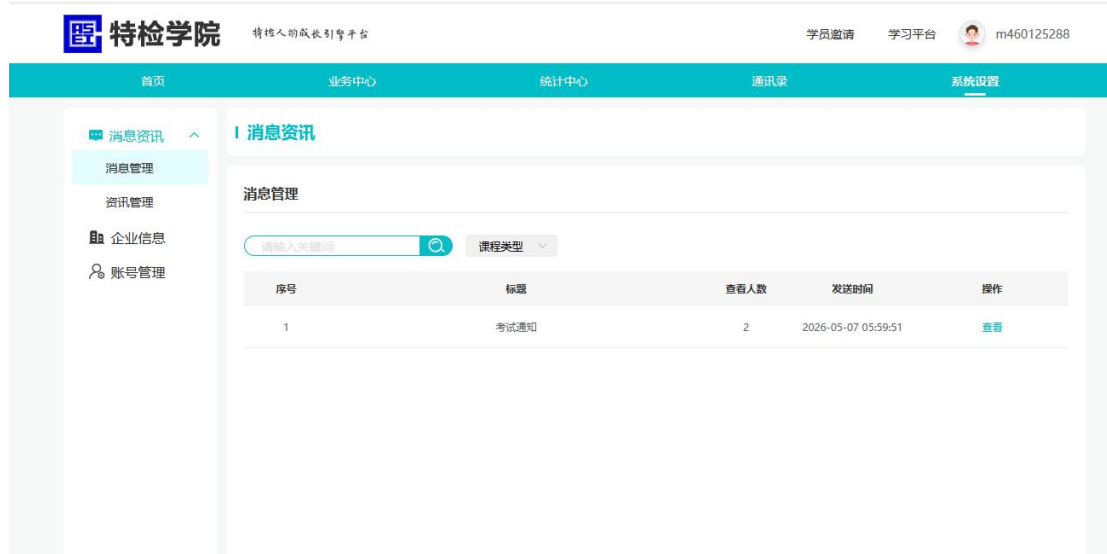 特检学院 特检人的成长引擎平台 学员邀请 学习平台 m460125288
首页 业务中心 统计中心 通讯录 系统设置
消息资讯
消息管理
资讯管理
企业信息
账号管理
消息资讯
消息管理
请输入关键词 课程类型
序号 标题 查看人数 发送时间 操作
1 考试通知 2 2026-05-07 05:59:51 查看